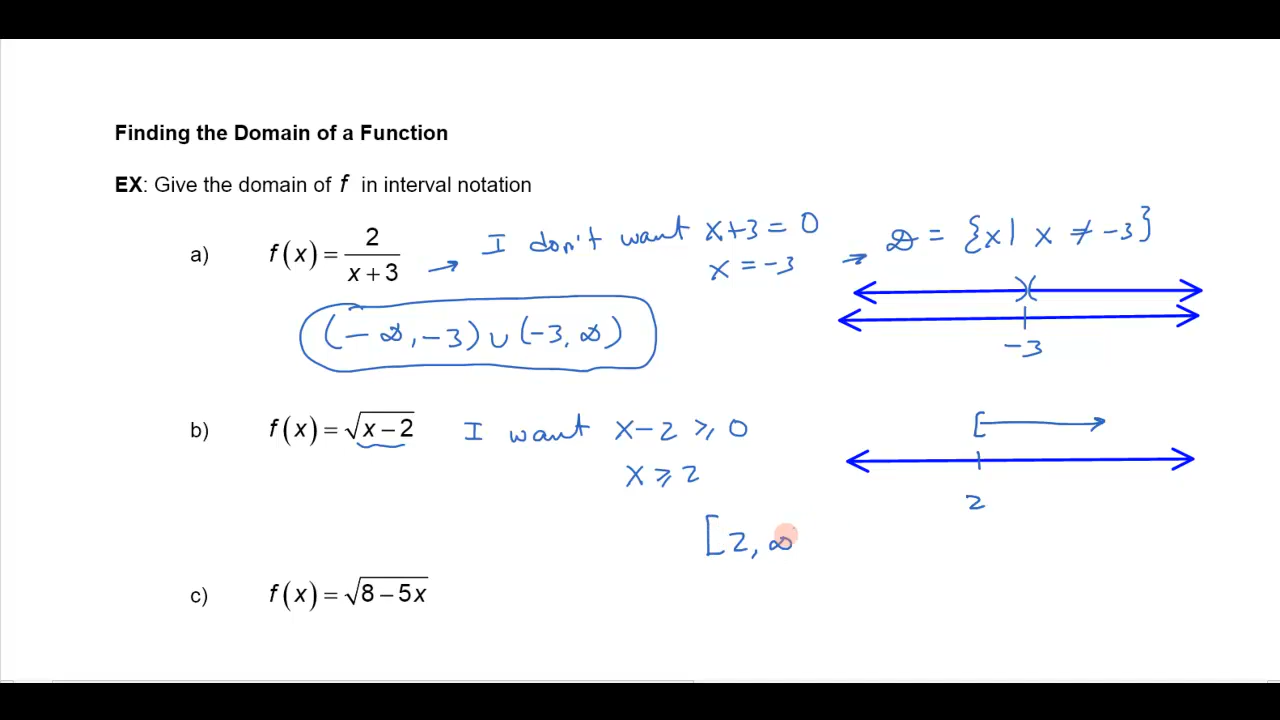 Finding the Domain of a Function
EX: Give the domain of f in interval notation
a) f(x) = 2/(x + 3) → I don't want x+3 = 0 → D = {x| x ≠ -3}
x = -3
)(
-3
(-∞, -3) ∪ (-3, ∞)
b) f(x) = √(x – 2) I want x-2 ≥ 0 [
x ≥ 2
2
[2, ∞
c) f(x) = √(8 – 5x)